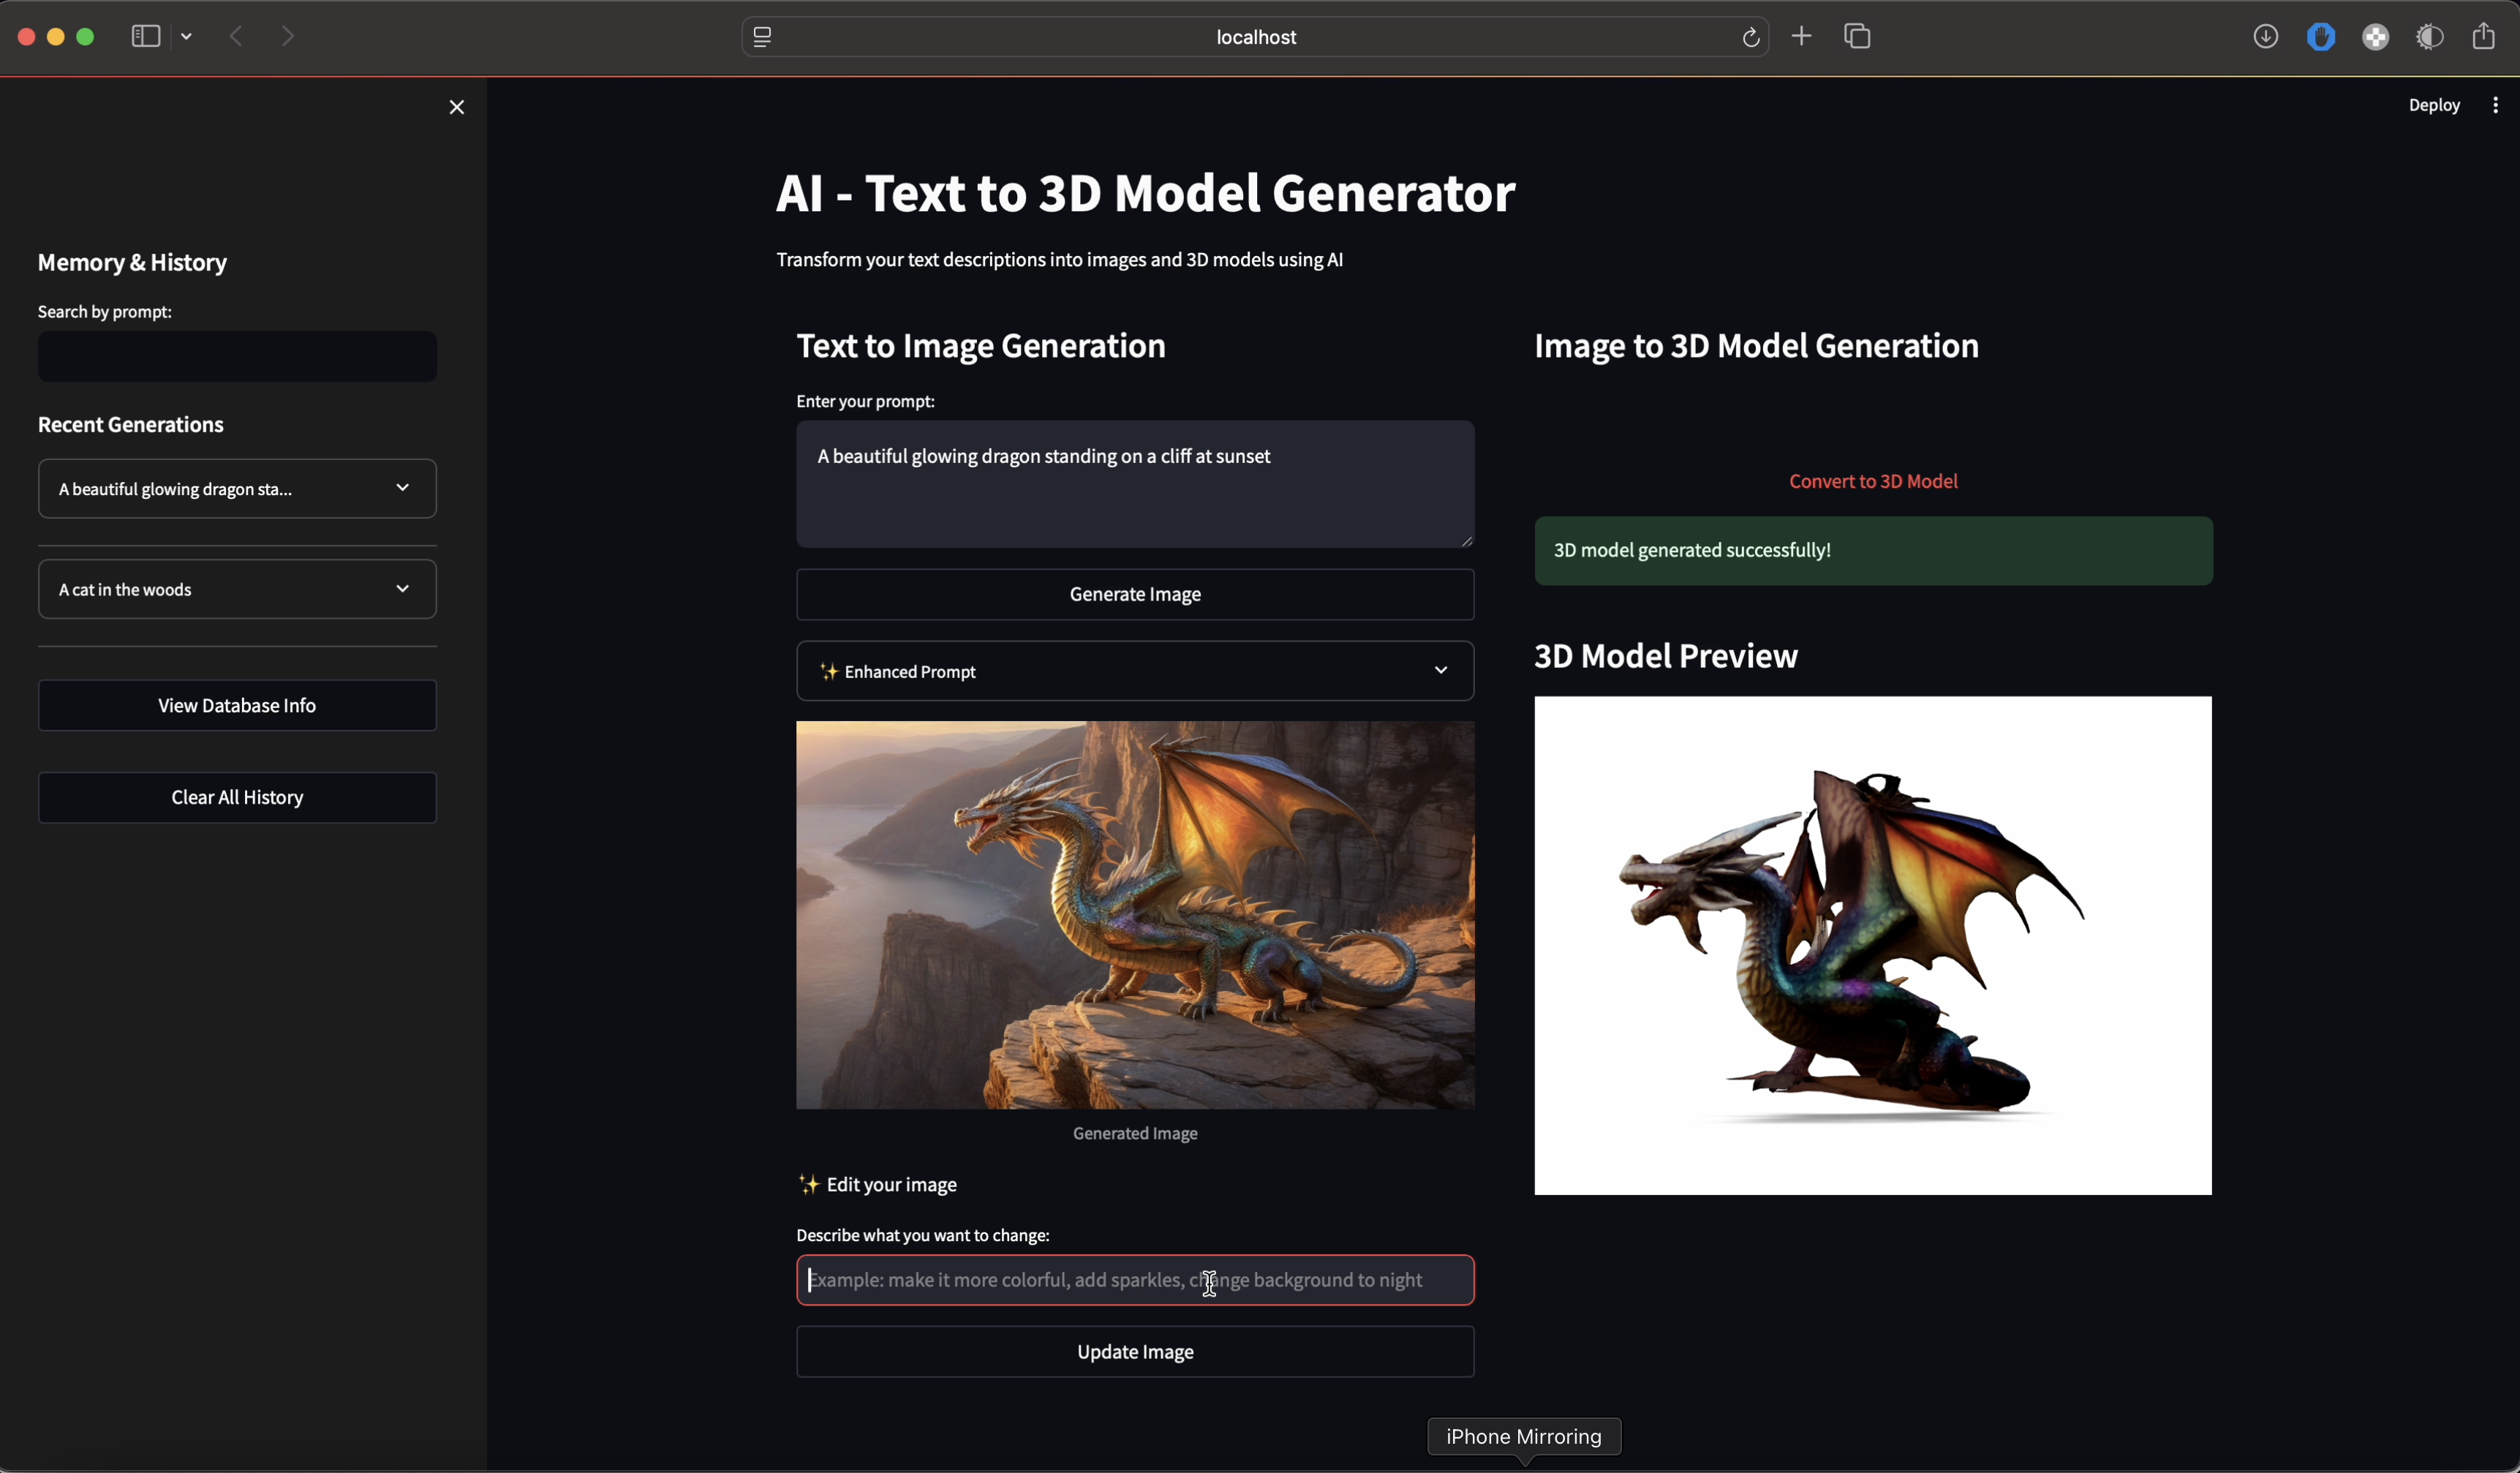 localhost
Deploy
Memory & History
Search by prompt:
Recent Generations
A beautiful glowing dragon sta...
A cat in the woods
View Database Info
Clear All History
AI - Text to 3D Model Generator
Transform your text descriptions into images and 3D models using AI
Text to Image Generation
Enter your prompt:
A beautiful glowing dragon standing on a cliff at sunset
Generate Image
✨ Enhanced Prompt
Generated Image
✨ Edit your image
Describe what you want to change:
Example: make it more colorful, add sparkles, change background to night
Update Image
Image to 3D Model Generation
Convert to 3D Model
3D model generated successfully!
3D Model Preview
iPhone Mirroring